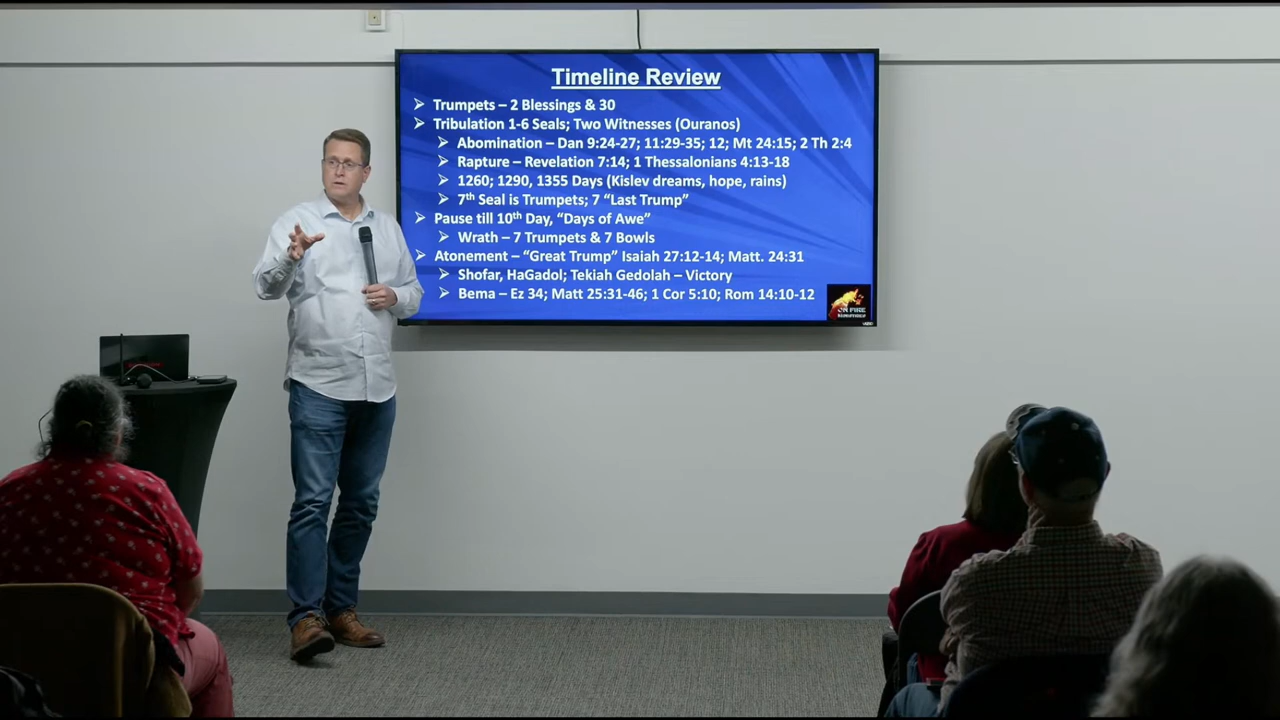 Timeline Review
Trumpets – 2 Blessings & 30
Tribulation 1-6 Seals; Two Witnesses (Ouranos)
Abomination – Dan 9:24-27; 11:29-35; 12; Mt 24:15; 2 Th 2:4
Rapture – Revelation 7:14; 1 Thessalonians 4:13-18
1260; 1290, 1355 Days (Kislev dreams, hope, rains)
7th Seal is Trumpets; 7 “Last Trump”
Pause till 10th Day, “Days of Awe”
Wrath – 7 Trumpets & 7 Bowls
Atonement – “Great Trump” Isaiah 27:12-14; Matt. 24:31
Shofar, HaGadol; Tekiah Gedolah – Victory
Bema – Ez 34; Matt 25:31-46; 1 Cor 5:10; Rom 14:10-12
ON FIRE